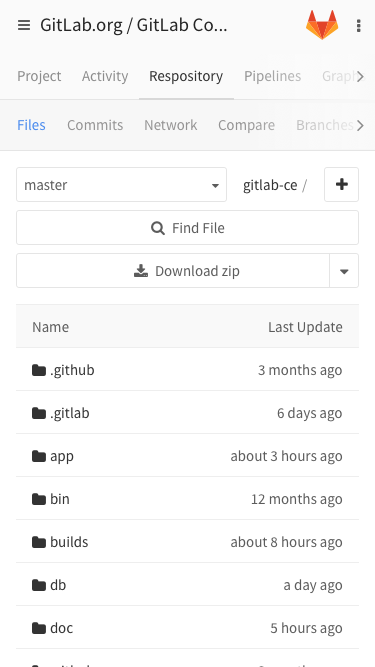 GitLab.org / GitLab Co...
Project Activity Respository Pipelines Graph
Files Commits Network Compare Branches
master gitlab-ce /
Find File
Download zip
Name Last Update
.github 3 months ago
.gitlab 6 days ago
app about 3 hours ago
bin 12 months ago
builds about 8 hours ago
db a day ago
doc 5 hours ago